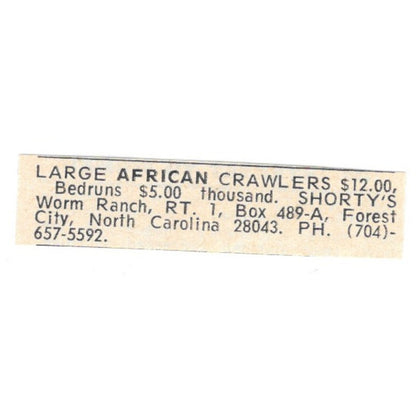 LARGE AFRICAN CRAWLERS $12.00,
Bedruns $5.00 thousand. SHORTY'S
Worm Ranch, RT. 1, Box 489-A, Forest
City, North Carolina 28043. PH. (704)-
657-5592.